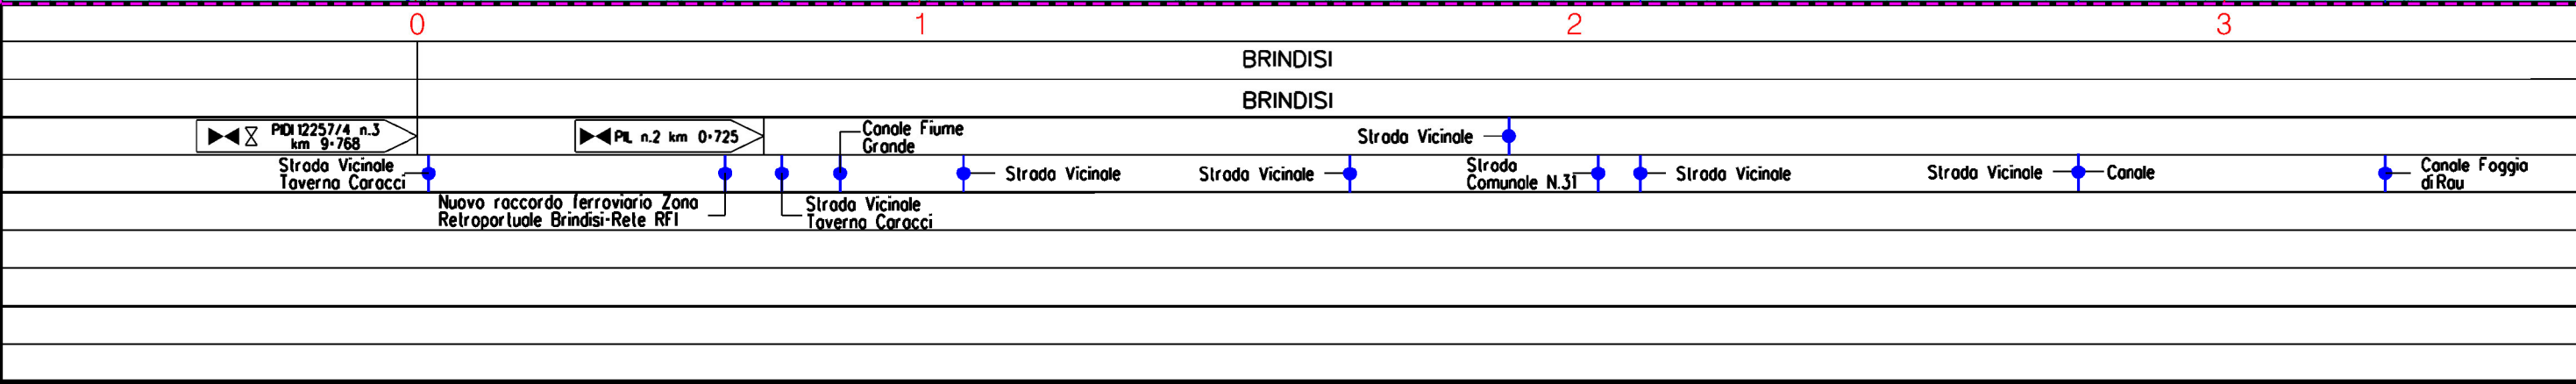 0 1 2 3
BRINDISI
BRINDISI
PIDI 12257/4 n.3
km 9+768
PIL n.2 km 0+725
Canale Fiume
Grande
Strada Vicinale
Strada Vicinale
Taverna Caracci
Nuovo raccordo ferroviario Zona
Retroportuale Brindisi-Rete RFI
Strada Vicinale
Taverna Caracci
Strada Vicinale
Strada Vicinale
Strada
Comunale N.31
Strada Vicinale
Strada Vicinale
Canale
Canale Foggia
di Rau